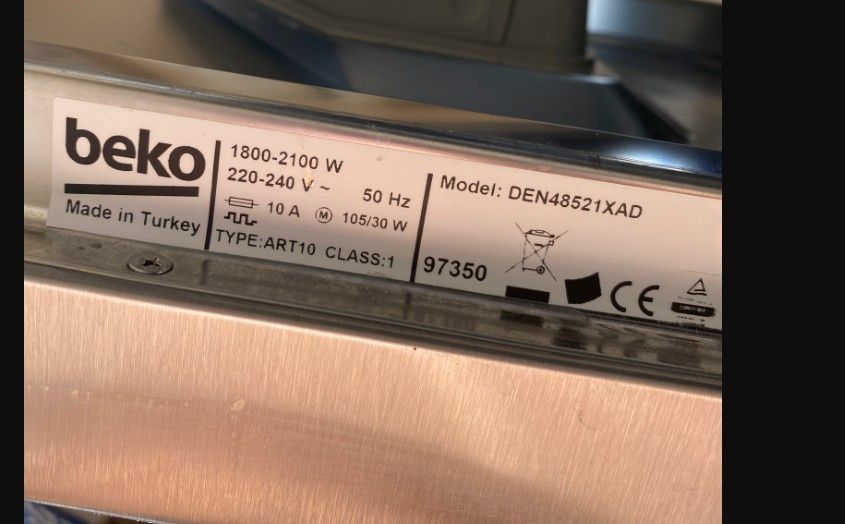 beko
Made in Turkey
1800-2100 W
220-240 V ~ 50 Hz
10 A M 105/30 W
TYPE:ART10 CLASS:1
Model: DEN48521XAD
97350
CE